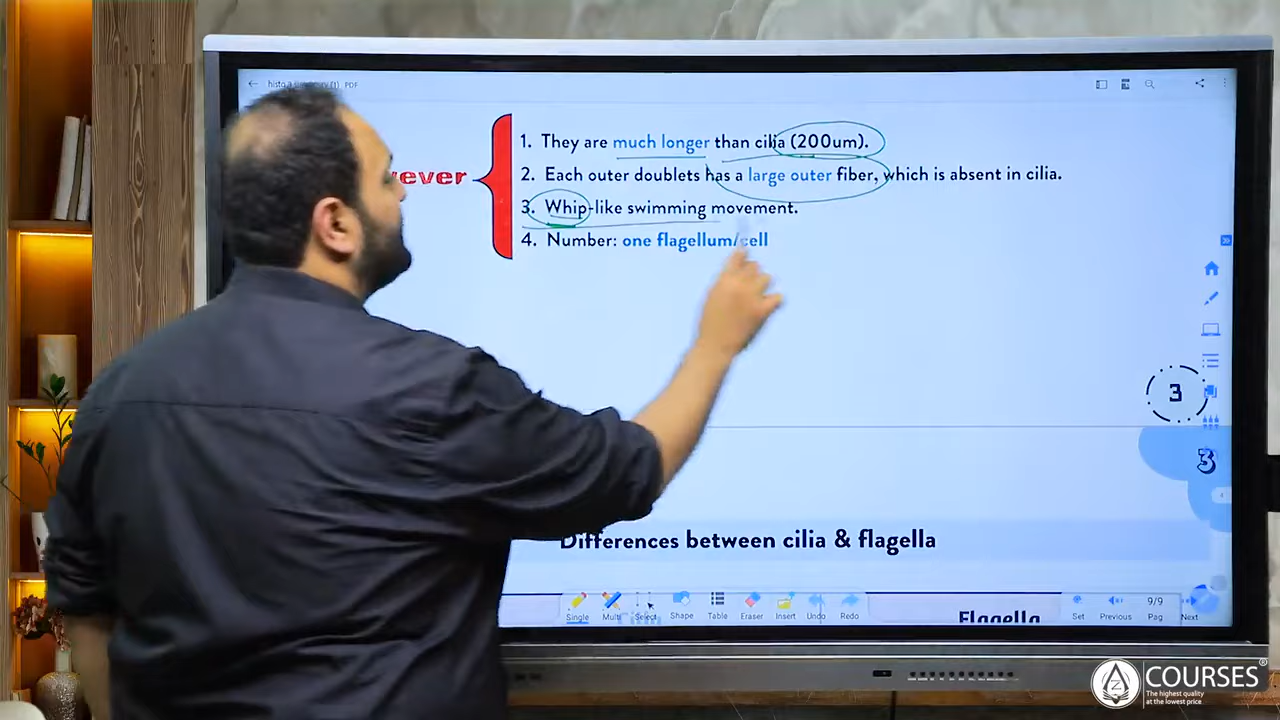 PDF
1. They are much longer than cilia (200um).
2. Each outer doublets has a large outer fiber, which is absent in cilia.
3. Whip-like swimming movement.
4. Number: one flagellum/cell
3
3
Differences between cilia & flagella
Flagella
Single Multi Select Shape Table Eraser Insert Undo Redo Set Previous Pag Next
9/9
COURSES®
The highest quality
at the lowest price